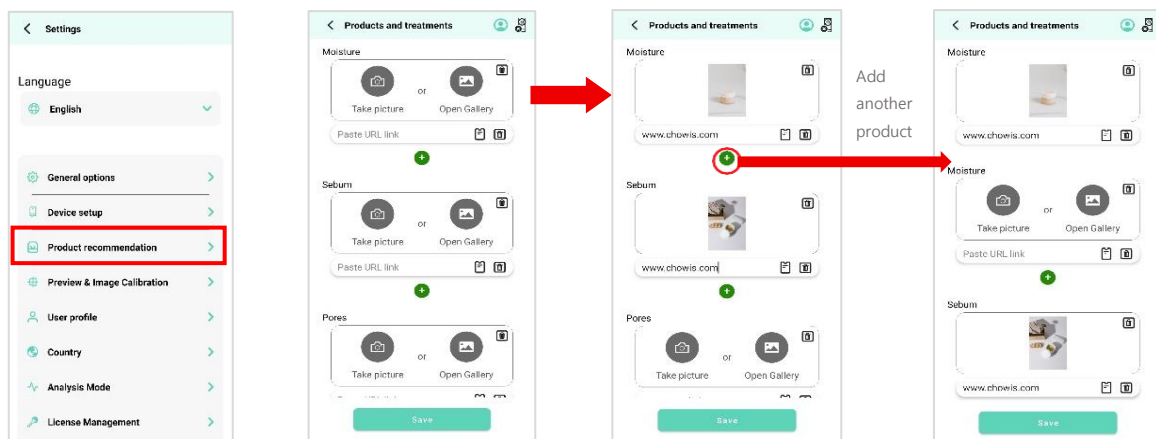 Settings
Language
English
General options
Device setup
Product recommendation
Preview & Image Calibration
User profile
Country
Analysis Mode
License Management
Products and treatments
Moisture
Take picture or Open Gallery
Paste URL link
Sebum
Take picture or Open Gallery
Paste URL link
Pores
Take picture or Open Gallery
Save
Products and treatments
Moisture
www.chowis.com
Sebum
www.chowis.com
Pores
Take picture or Open Gallery
Save
Add
another
product
Products and treatments
Moisture
www.chowis.com
Moisture
Take picture or Open Gallery
Paste URL link
Sebum
www.chowis.com
Save